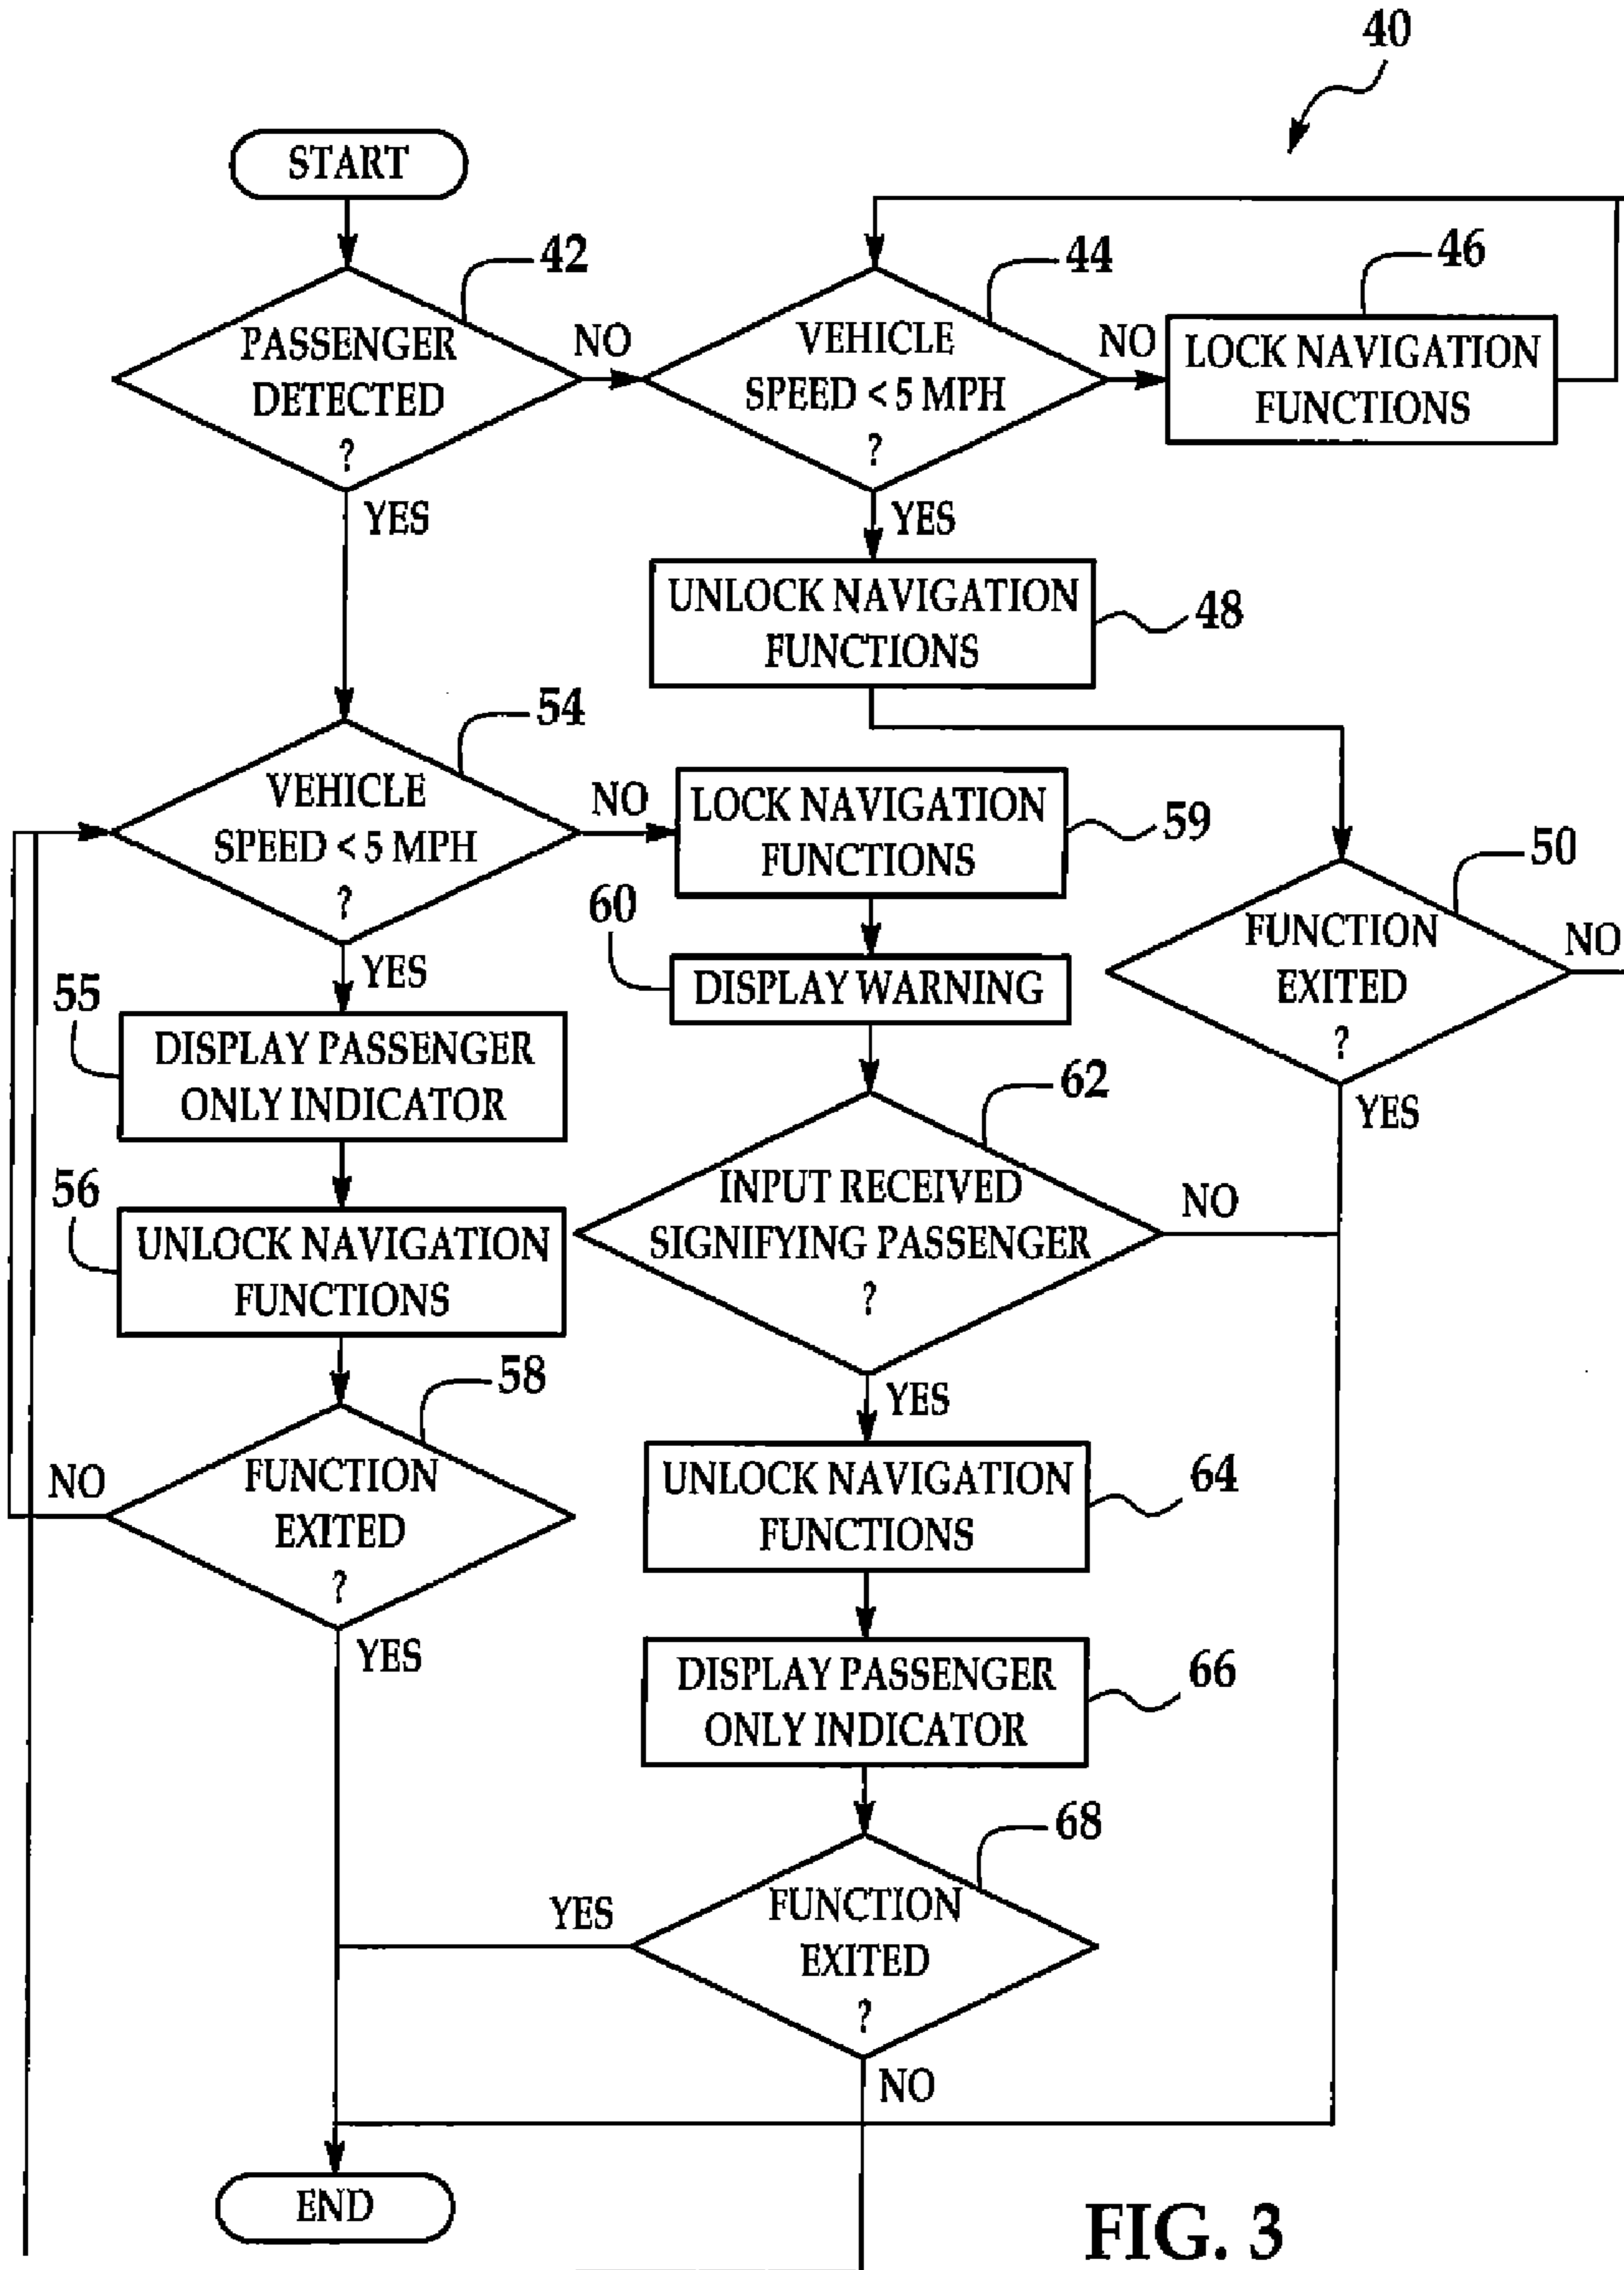 40
START
42
PASSENGER
DETECTED
?
NO
YES
44
VEHICLE
SPEED < 5 MPH
?
NO
YES
46
LOCK NAVIGATION
FUNCTIONS
UNLOCK NAVIGATION
FUNCTIONS
48
54
VEHICLE
SPEED < 5 MPH
?
NO
YES
LOCK NAVIGATION
FUNCTIONS
59
60
DISPLAY WARNING
50
FUNCTION
EXITED
?
NO
YES
55
DISPLAY PASSENGER
ONLY INDICATOR
62
INPUT RECEIVED
SIGNIFYING PASSENGER
?
NO
YES
56
UNLOCK NAVIGATION
FUNCTIONS
58
FUNCTION
EXITED
?
NO
YES
UNLOCK NAVIGATION
FUNCTIONS
64
DISPLAY PASSENGER
ONLY INDICATOR
66
68
FUNCTION
EXITED
?
YES
NO
END
FIG. 3